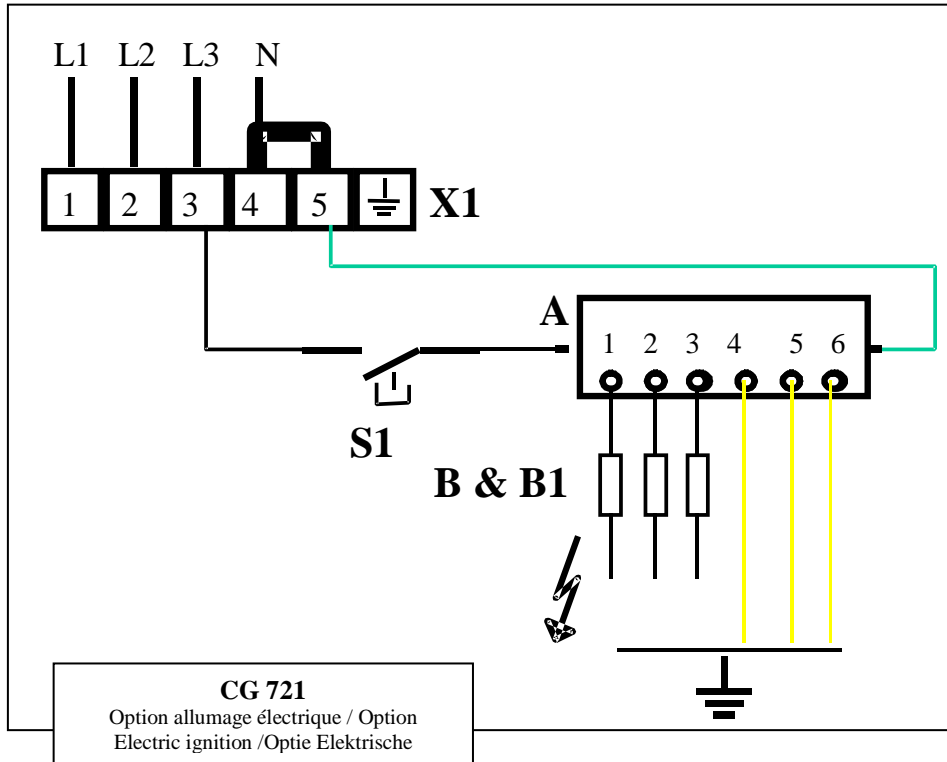 L1 L2 L3 N
1 2 3 4 5 X1
A
1 2 3 4 5 6
S1
B & B1
CG 721
Option allumage électrique / Option
Electric ignition /Optie Elektrische